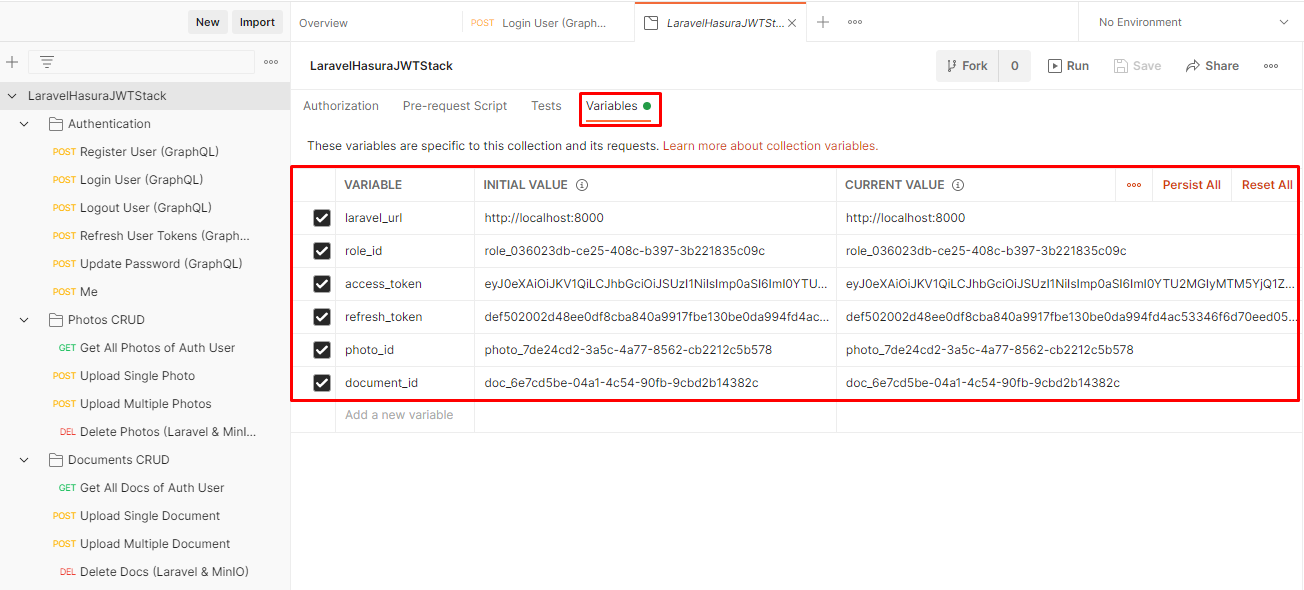 New Import
Overview
POST Login User (Graph...
LaravelHasuraJWTSt...
No Environment
LaravelHasuraJWTStack
Fork 0 Run Save Share
LaravelHasuraJWTStack
Authorization Pre-request Script Tests Variables
These variables are specific to this collection and its requests. Learn more about collection variables.
Authentication
POST Register User (GraphQL)
POST Login User (GraphQL)
POST Logout User (GraphQL)
POST Refresh User Tokens (Graph...
POST Update Password (GraphQL)
POST Me
Photos CRUD
GET Get All Photos of Auth User
POST Upload Single Photo
POST Upload Multiple Photos
DEL Delete Photos (Laravel & MinI...
Documents CRUD
GET Get All Docs of Auth User
POST Upload Single Document
POST Upload Multiple Document
DEL Delete Docs (Laravel & MinIO)
VARIABLE INITIAL VALUE CURRENT VALUE Persist All Reset All
laravel_url http://localhost:8000 http://localhost:8000
role_id role_036023db-ce25-408c-b397-3b221835c09c role_036023db-ce25-408c-b397-3b221835c09c
access_token eyJ0eXAiOiJKV1QiLCJhbGciOiJSUzI1NiIsImp0aSI6ImI0YTU... eyJ0eXAiOiJKV1QiLCJhbGciOiJSUzI1NiIsImp0aSI6ImI0YTU2MGIyMTM5YjQ1Z...
refresh_token def502002d48ee0df8cba840a9917fbe130be0da994fd4ac... def502002d48ee0df8cba840a9917fbe130be0da994fd4ac53346f6d70eed05...
photo_id photo_7de24cd2-3a5c-4a77-8562-cb2212c5b578 photo_7de24cd2-3a5c-4a77-8562-cb2212c5b578
document_id doc_6e7cd5be-04a1-4c54-90fb-9cbd2b14382c doc_6e7cd5be-04a1-4c54-90fb-9cbd2b14382c
Add a new variable